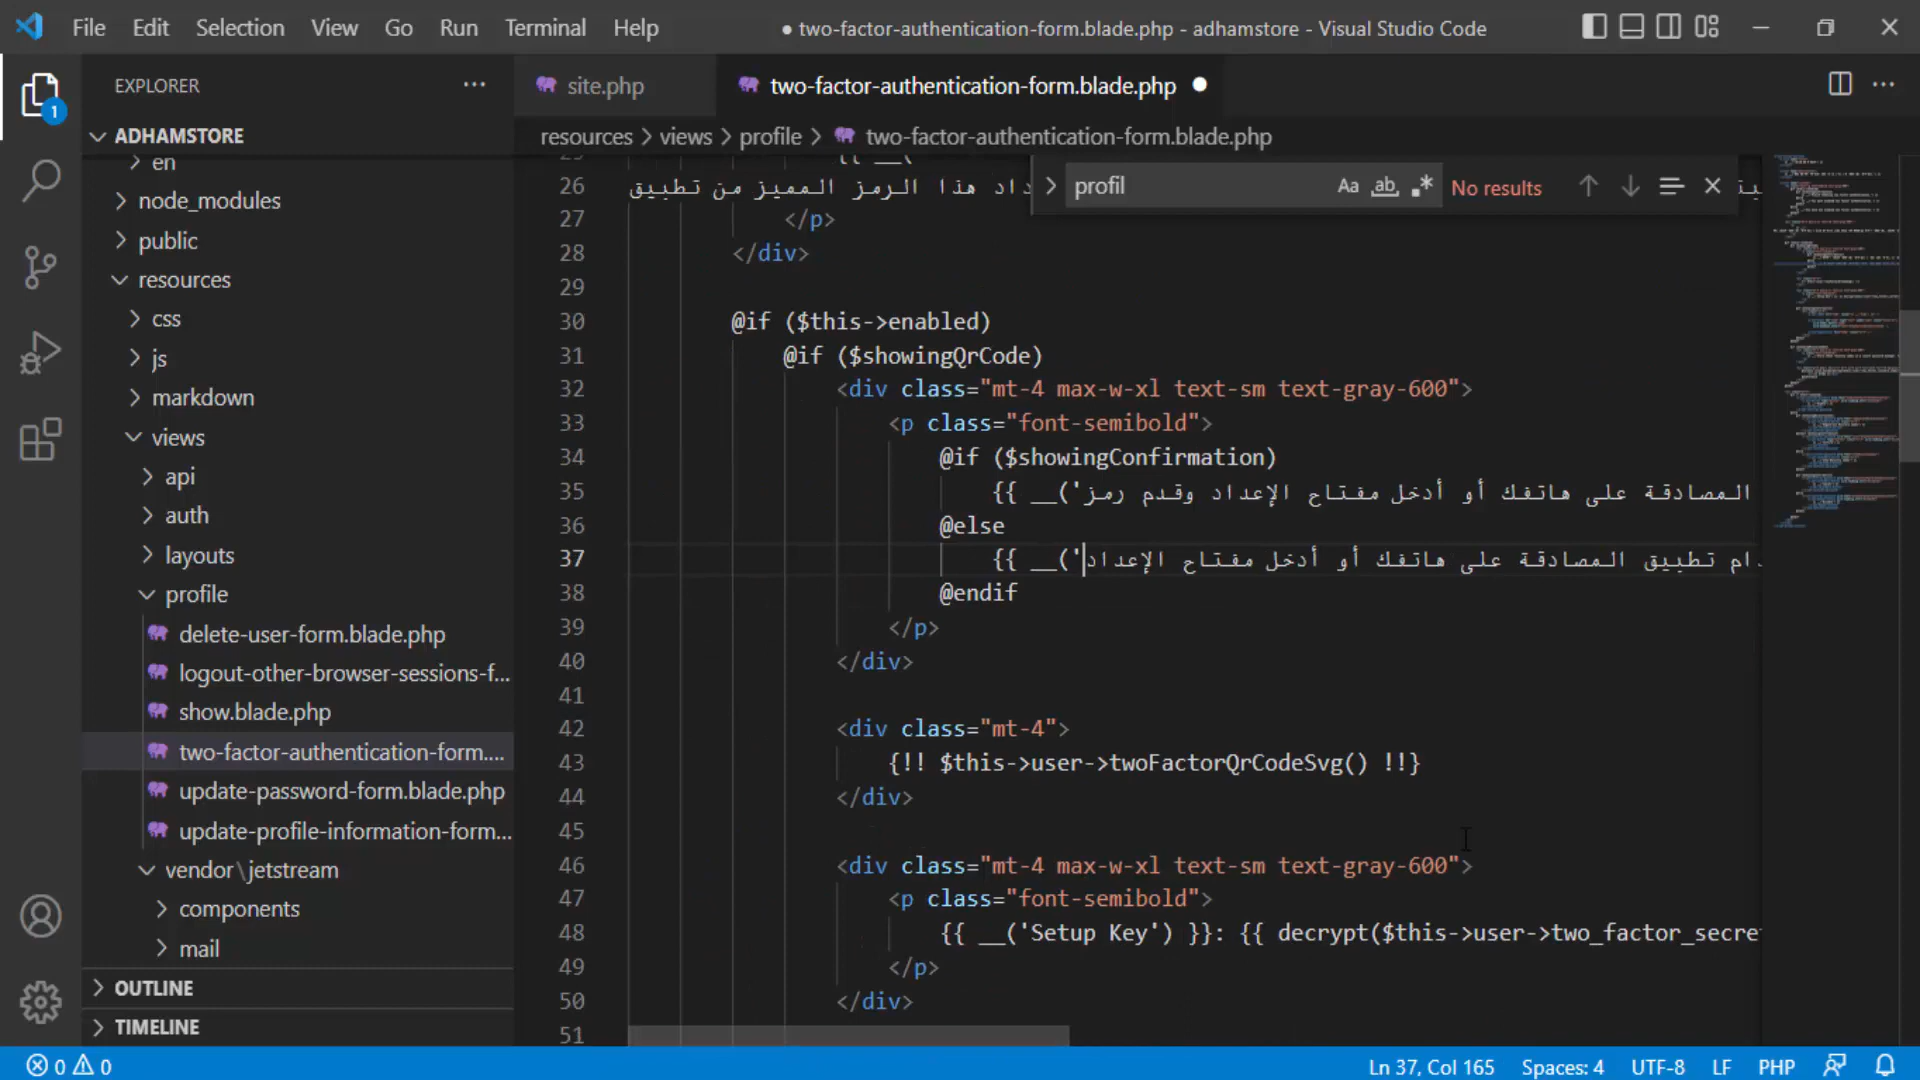 File Edit Selection View Go Run Terminal Help
● two-factor-authentication-form.blade.php - adhamstore - Visual Studio Code
EXPLORER
site.php
two-factor-authentication-form.blade.php
1
ADHAMSTORE
resources > views > profile > two-factor-authentication-form.blade.php
profil
Aa ab No results
en
node_modules
public
resources
css
js
markdown
views
api
auth
layouts
profile
delete-user-form.blade.php
logout-other-browser-sessions-f...
show.blade.php
two-factor-authentication-form....
update-password-form.blade.php
update-profile-information-form...
vendor\jetstream
components
mail
OUTLINE
TIMELINE
26 هذا الرمز المميز من تطبيق
27 </p>
28 </div>
29
30 @if ($this->enabled)
31 @if ($showingQrCode)
32 <div class="mt-4 max-w-xl text-sm text-gray-600">
33 <p class="font-semibold">
34 @if ($showingConfirmation)
35 {{ __('المصادقة على هاتفك أو أدخل مفتاح الإعداد وقدم رمز
36 @else
37 {{ __('تطبيق المصادقة على هاتفك أو أدخل مفتاح الإعداد
38 @endif
39 </p>
40 </div>
41
42 <div class="mt-4">
43 {!! $this->user->twoFactorQrCodeSvg() !!}
44 </div>
45
46 <div class="mt-4 max-w-xl text-sm text-gray-600">
47 <p class="font-semibold">
48 {{ __('Setup Key') }}: {{ decrypt($this->user->two_factor_secre
49 </p>
50 </div>
51
0 0
Ln 37, Col 165 Spaces: 4 UTF-8 LF PHP